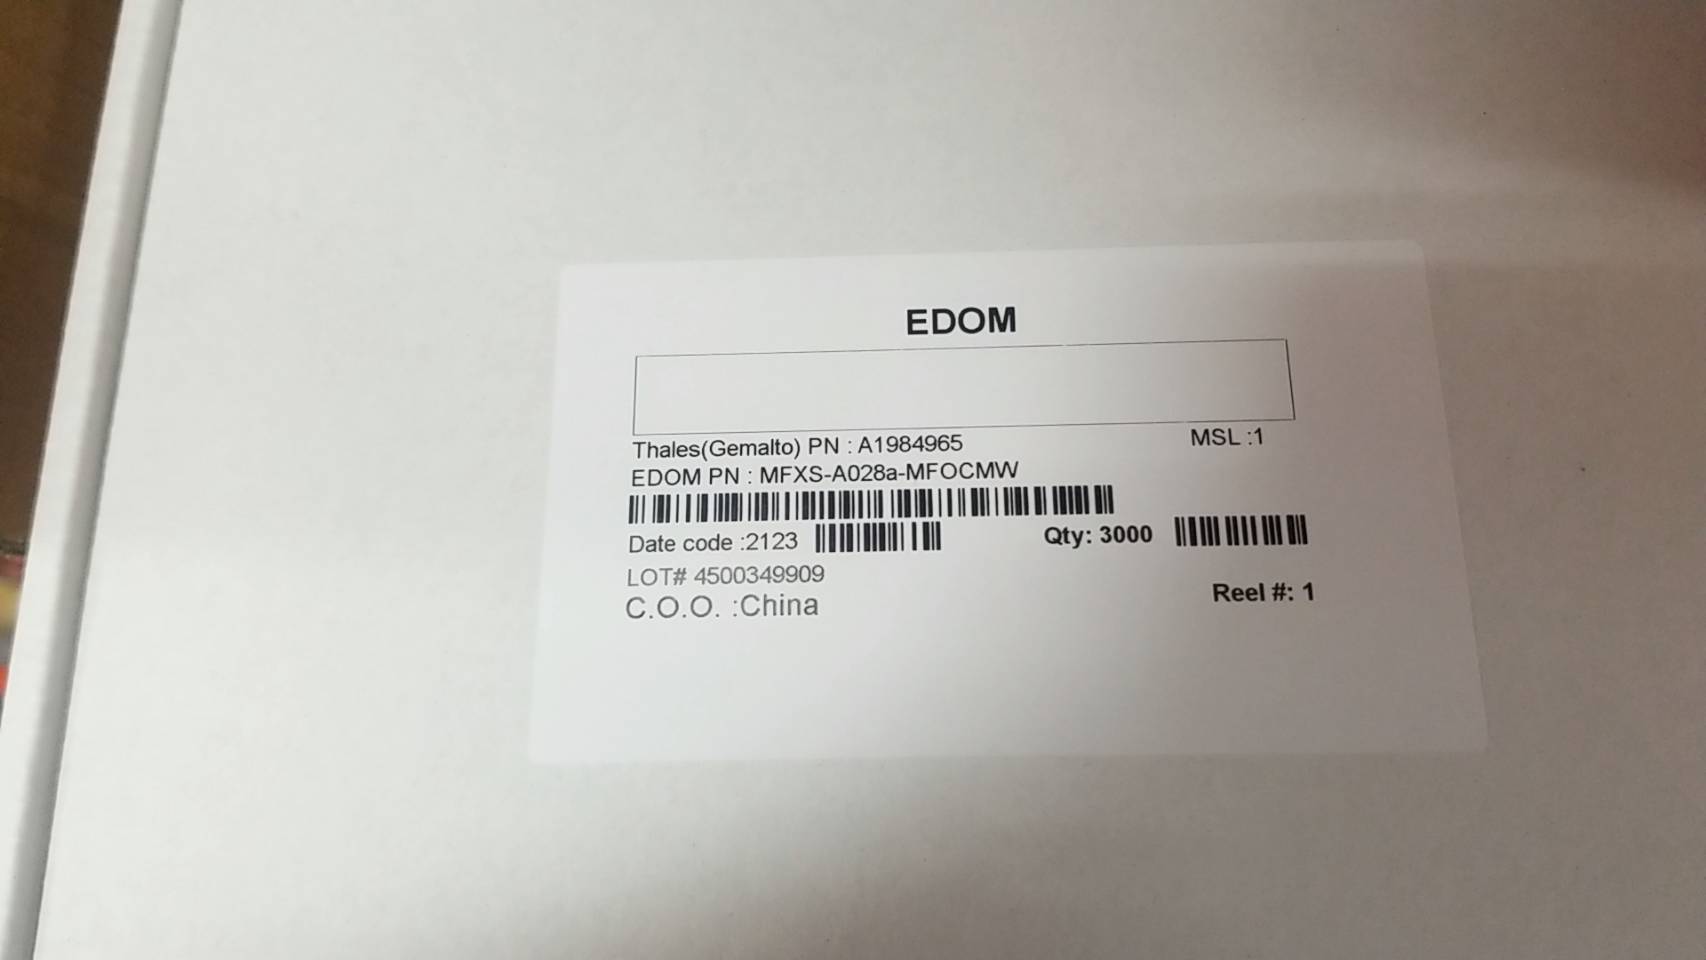 EDOM
Thales(Gemalto) PN : A1984965 MSL :1
EDOM PN : MFXS-A028a-MFOCMW
Date code :2123 Qty: 3000
LOT# 4500349909
C.O.O. :China Reel #: 1